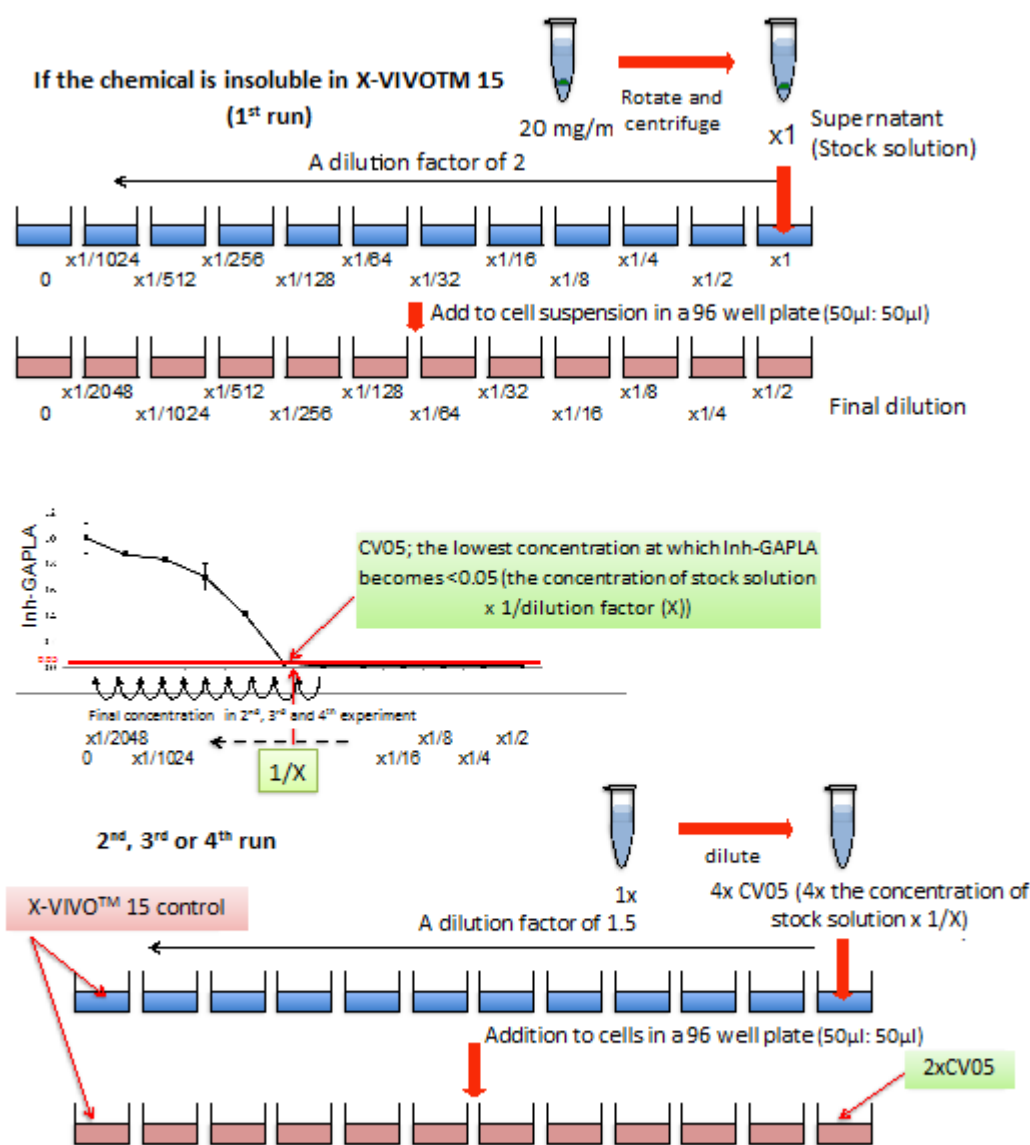 If the chemical is insoluble in X-VIVOTM 15
(1st run)
20 mg/m
Rotate and
centrifuge
x1
Supernatant
(Stock solution)
A dilution factor of 2
x1/1024 x1/256 x1/64 x1/16 x1/4 x1
0 x1/512 x1/128 x1/32 x1/8 x1/2
Add to cell suspension in a 96 well plate (50µl: 50µl)
x1/2048 x1/512 x1/128 x1/32 x1/8 x1/2
0 x1/1024 x1/256 x1/64 x1/16 x1/4
Final dilution
Inh-GAPLA
CV05; the lowest concentration at which Inh-GAPLA
becomes <0.05 (the concentration of stock solution
x 1/dilution factor (X))
Final concentration in 2nd, 3rd and 4th experiment
x1/2048 x1/8 x1/2
0 x1/1024 x1/16 x1/4
1/X
2nd, 3rd or 4th run
dilute
1x
4x CV05 (4x the concentration of
stock solution x 1/X)
X-VIVOTM 15 control
A dilution factor of 1.5
Addition to cells in a 96 well plate (50µl: 50µl)
2xCV05